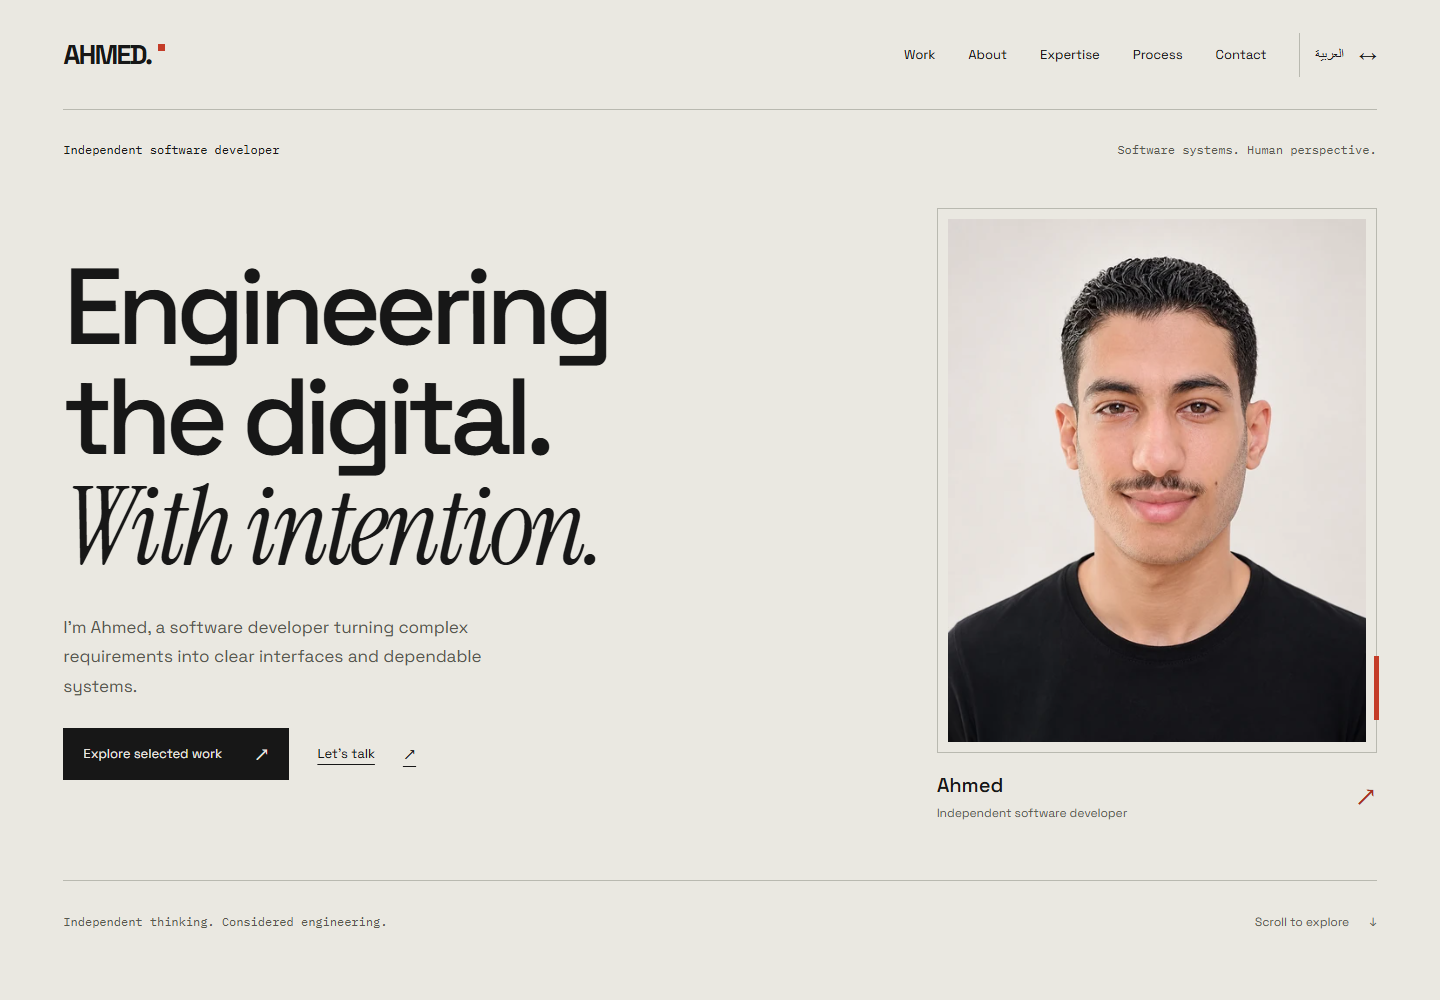 AHMED.
Work
About
Expertise
Process
Contact
العربية ↔
Independent software developer
Software systems. Human perspective.
Engineering
the digital.
With intention.
I’m Ahmed, a software developer turning complex
requirements into clear interfaces and dependable
systems.
Explore selected work ↗
Let’s talk ↗
Ahmed
Independent software developer
↗
Independent thinking. Considered engineering.
Scroll to explore ↓